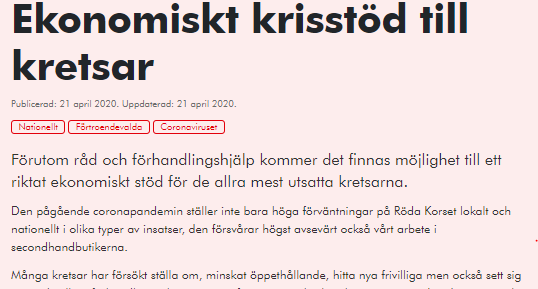 Ekonomiskt krisstöd till
kretsar
Publicerad: 21 april 2020. Uppdaterad: 21 april 2020.
Nationellt Förtroendevalda Coronaviruset
Förutom råd och förhandlingshjälp kommer det finnas möjlighet till ett
riktat ekonomiskt stöd för de allra mest utsatta kretsarna.
Den pågående coronapandemin ställer inte bara höga förväntningar på Röda Korset lokalt och
nationellt i olika typer av insatser, den försvårar högst avsevärt också vårt arbete i
secondhandbutikerna.
Många kretsar har försökt ställa om, minskat öppethållande, hitta nya frivilliga men också sett sig